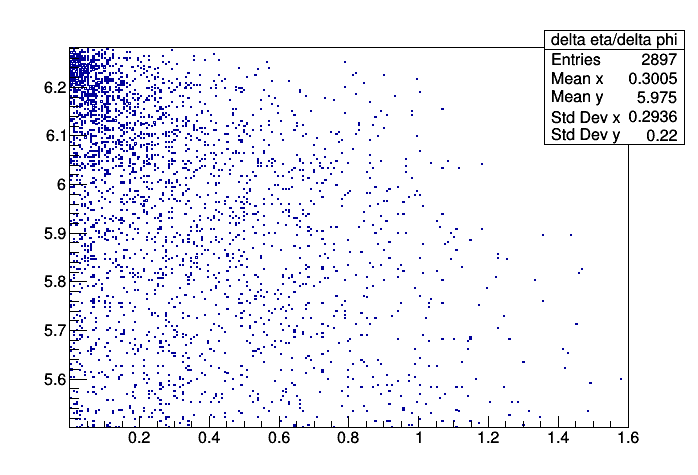 delta eta/delta phi
Entries 2897
Mean x 0.3005
Mean y 5.975
Std Dev x 0.2936
Std Dev y 0.22
6.2
6.1
6
5.9
5.8
5.7
5.6
0.2 0.4 0.6 0.8 1 1.2 1.4 1.6